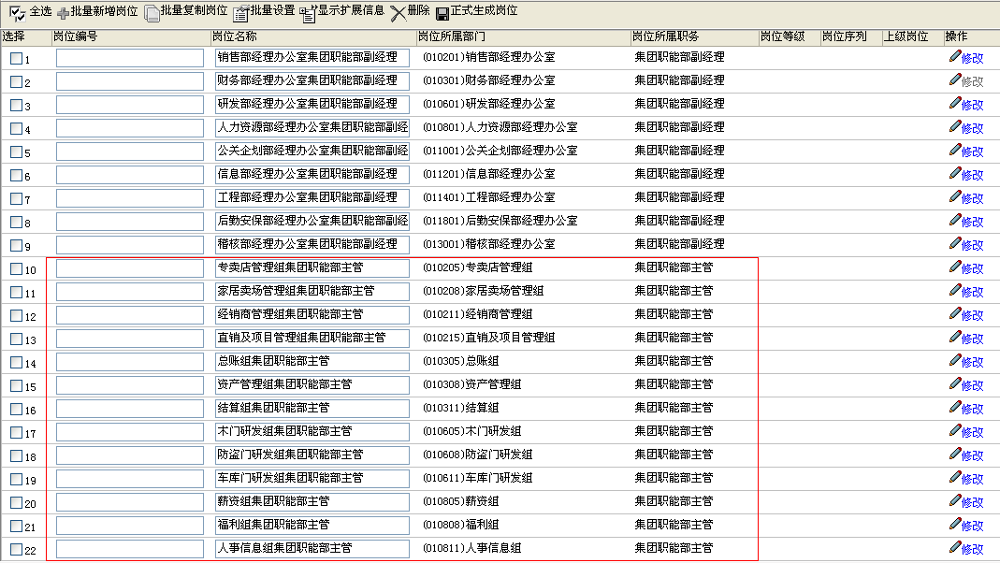 全选 批量新增岗位 批量复制岗位 批量设置 显示扩展信息 删除 正式生成岗位
选择 岗位编号 岗位名称 岗位所属部门 岗位所属职务 岗位等级 岗位序列 上级岗位 操作
1 销售部经理办公室集团职能部副经理 (010201)销售部经理办公室 集团职能部副经理 修改
2 财务部经理办公室集团职能部副经理 (010301)财务部经理办公室 集团职能部副经理 修改
3 研发部经理办公室集团职能部副经理 (010601)研发部经理办公室 集团职能部副经理 修改
4 人力资源部经理办公室集团职能部副经 (010801)人力资源部经理办公室 集团职能部副经理 修改
5 公关企划部经理办公室集团职能部副经 (011001)公关企划部经理办公室 集团职能部副经理 修改
6 信息部经理办公室集团职能部副经理 (011201)信息部经理办公室 集团职能部副经理 修改
7 工程部经理办公室集团职能部副经理 (011401)工程部经理办公室 集团职能部副经理 修改
8 后勤安保部经理办公室集团职能部副经 (011801)后勤安保部经理办公室 集团职能部副经理 修改
9 稽核部经理办公室集团职能部副经理 (013001)稽核部经理办公室 集团职能部副经理 修改
10 专卖店管理组集团职能部主管 (010205)专卖店管理组 集团职能部主管 修改
11 家居卖场管理组集团职能部主管 (010208)家居卖场管理组 集团职能部主管 修改
12 经销商管理组集团职能部主管 (010211)经销商管理组 集团职能部主管 修改
13 直销及项目管理组集团职能部主管 (010215)直销及项目管理组 集团职能部主管 修改
14 总账组集团职能部主管 (010305)总账组 集团职能部主管 修改
15 资产管理组集团职能部主管 (010308)资产管理组 集团职能部主管 修改
16 结算组集团职能部主管 (010311)结算组 集团职能部主管 修改
17 木门研发组集团职能部主管 (010605)木门研发组 集团职能部主管 修改
18 防盗门研发组集团职能部主管 (010608)防盗门研发组 集团职能部主管 修改
19 车库门研发组集团职能部主管 (010611)车库门研发组 集团职能部主管 修改
20 薪资组集团职能部主管 (010805)薪资组 集团职能部主管 修改
21 福利组集团职能部主管 (010808)福利组 集团职能部主管 修改
22 人事信息组集团职能部主管 (010811)人事信息组 集团职能部主管 修改